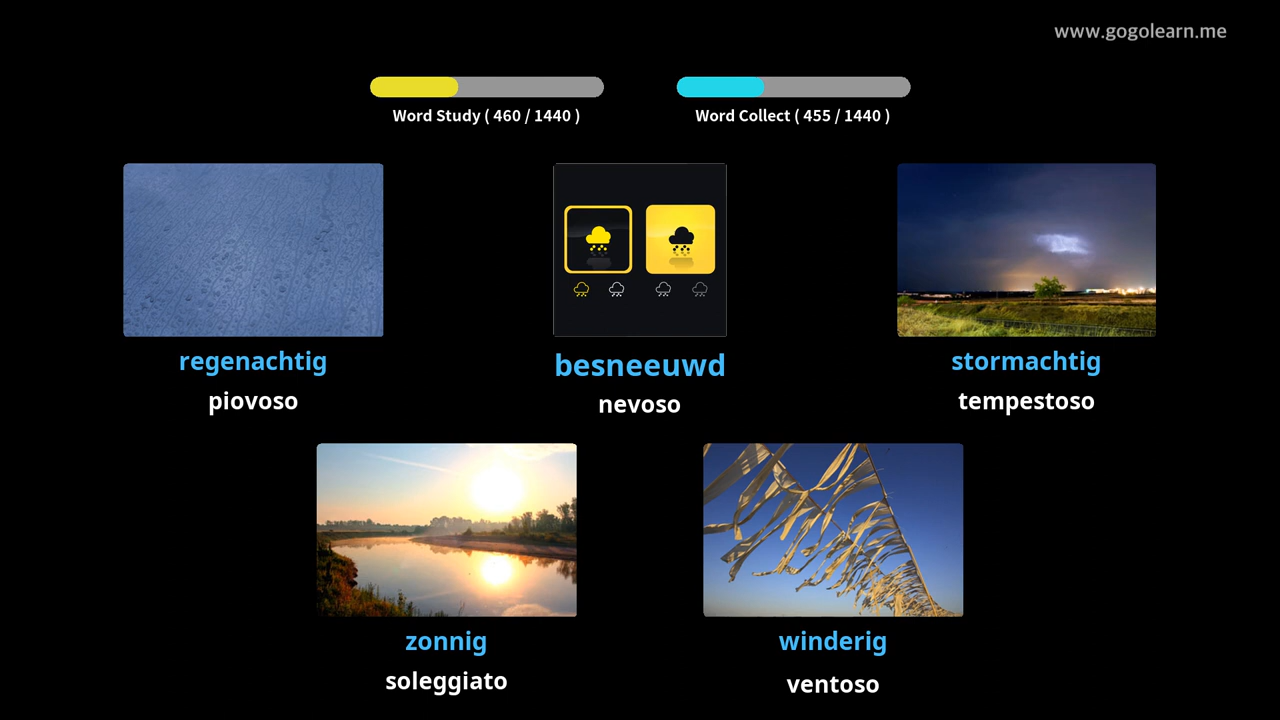 www.gogolearn.me
Word Study ( 460 / 1440 )
Word Collect ( 455 / 1440 )
regenachtig
piovoso
besneeuwd
nevoso
stormachtig
tempestoso
zonnig
soleggiato
winderig
ventoso